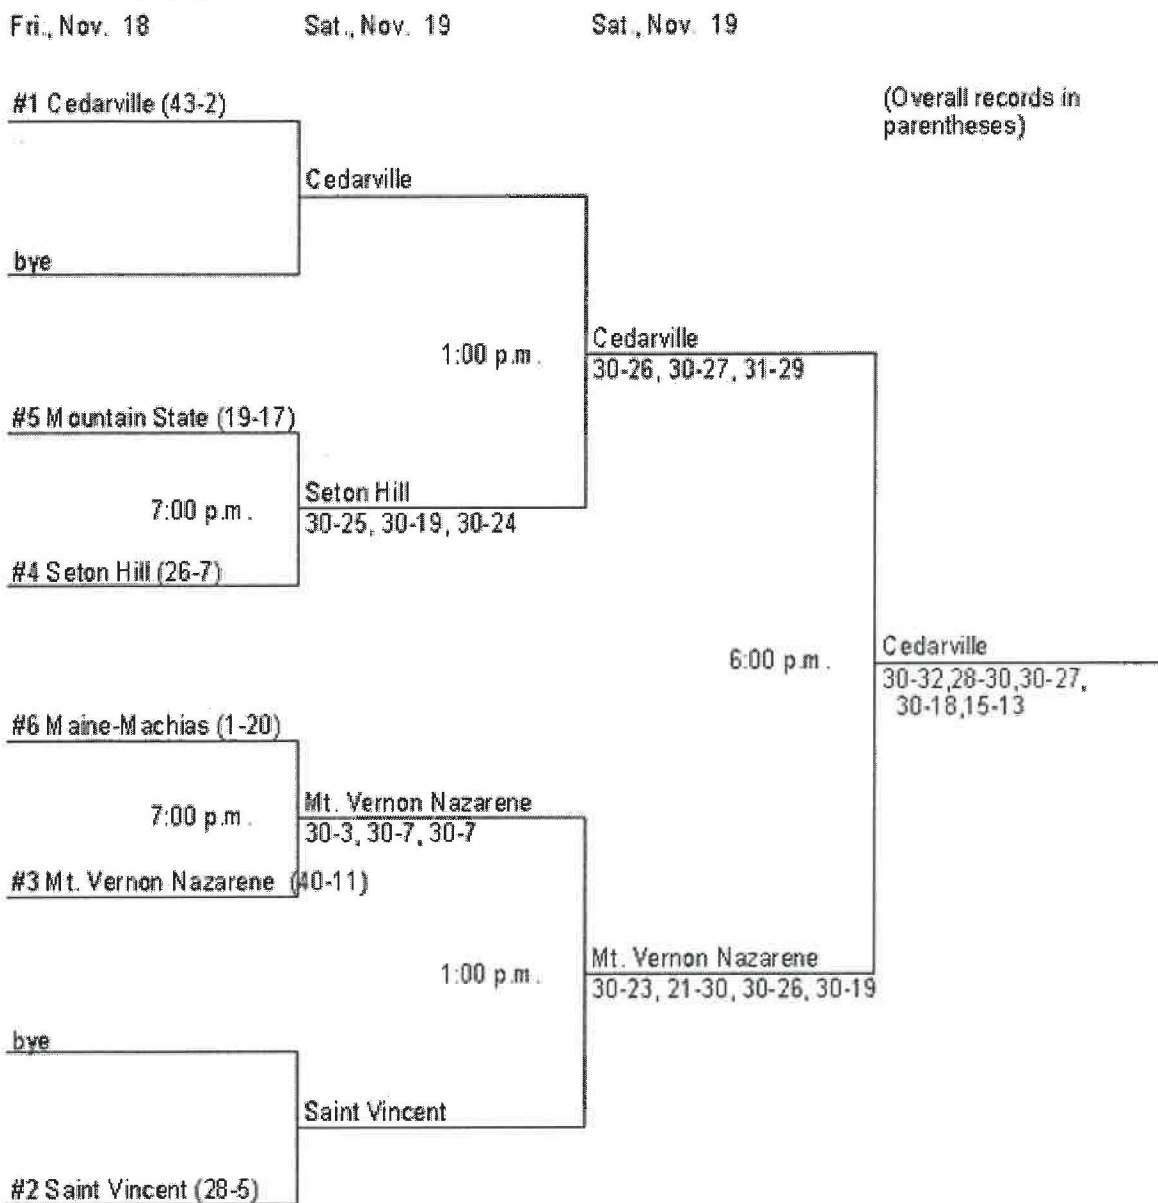 Fri., Nov. 18
Sat., Nov. 19
Sat., Nov. 19
(Overall records in
parentheses)
#1 Cedarville (43-2)
Cedarville
bye
1:00 p.m.
Cedarville
30-26, 30-27, 31-29
#5 Mountain State (19-17)
7:00 p.m.
Seton Hill
30-25, 30-19, 30-24
#4 Seton Hill (26-7)
6:00 p.m.
Cedarville
30-32,28-30,30-27,
30-18,15-13
#6 Maine-Machias (1-20)
7:00 p.m.
Mt. Vernon Nazarene
30-3, 30-7, 30-7
#3 Mt. Vernon Nazarene (40-11)
1:00 p.m.
Mt. Vernon Nazarene
30-23, 21-30, 30-26, 30-19
bye
Saint Vincent
#2 Saint Vincent (28-5)